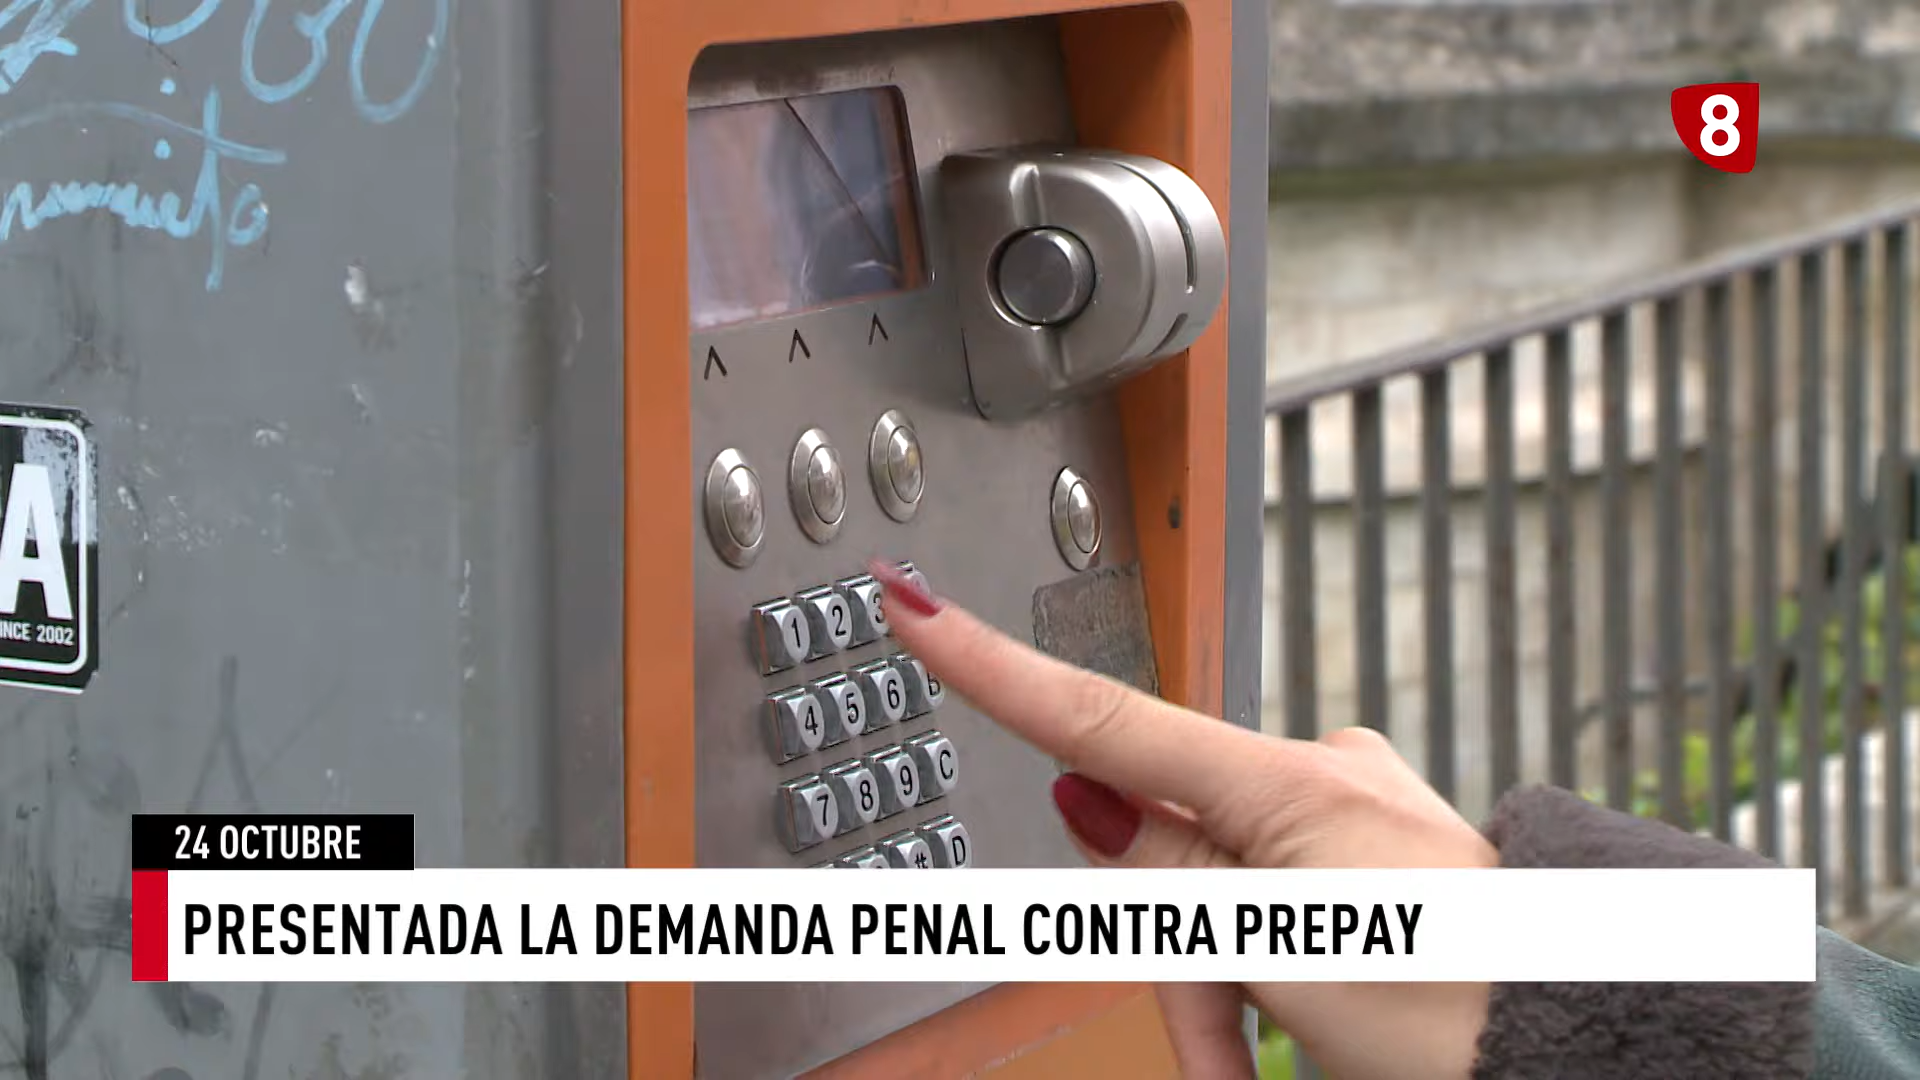 8
A
INCE 2002
1 2 3
4 5 6 B
7 8 9 C
# D
24 OCTUBRE
PRESENTADA LA DEMANDA PENAL CONTRA PREPAY